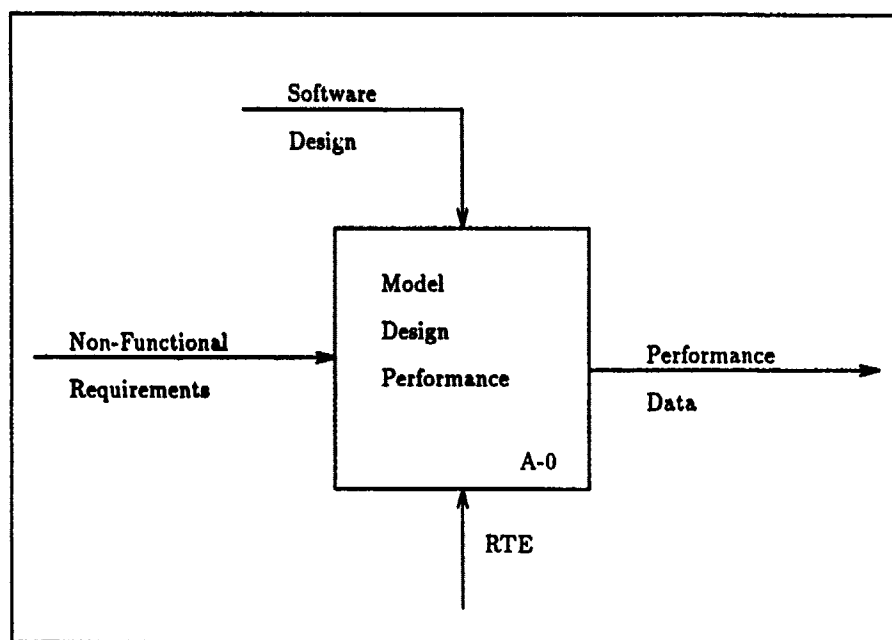 Software
Design
Model
Design
Performance
Non-Functional
Requirements
Performance
Data
A-0
RTE